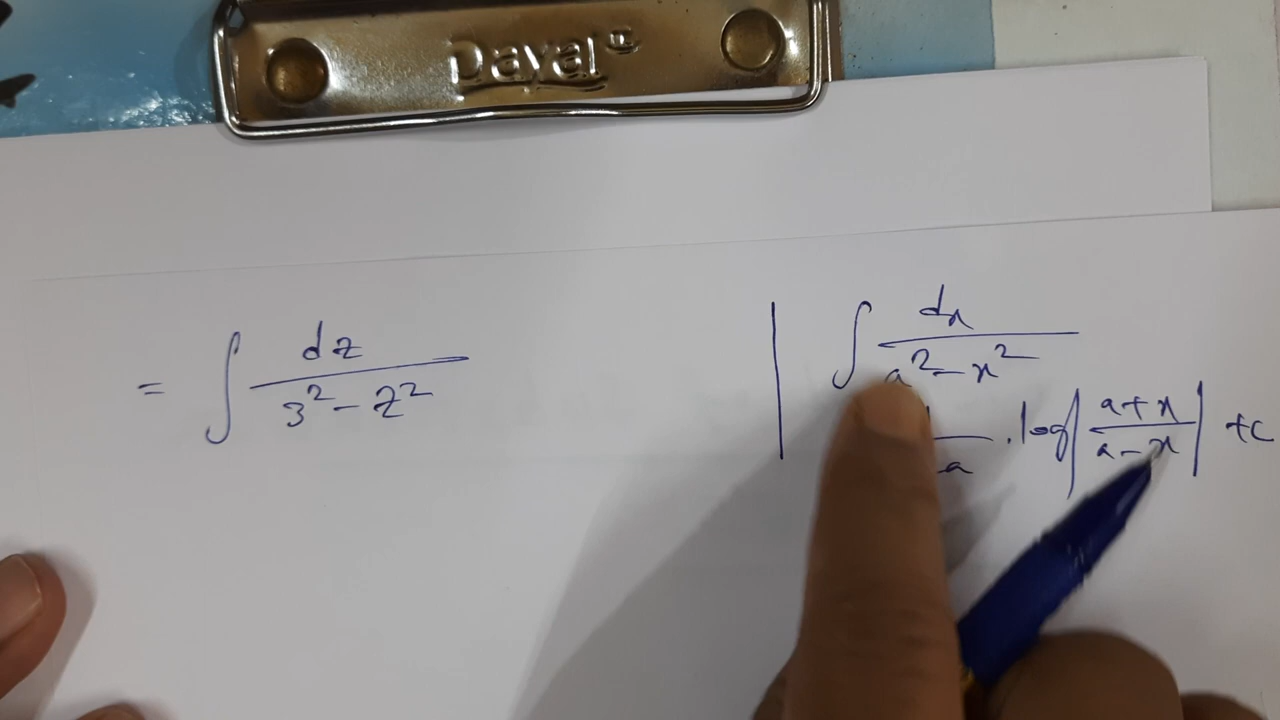 Dayal
= ∫ dz / 3² - z²
∫ dx / a² - x²
a . log | a + x / a - x | + c